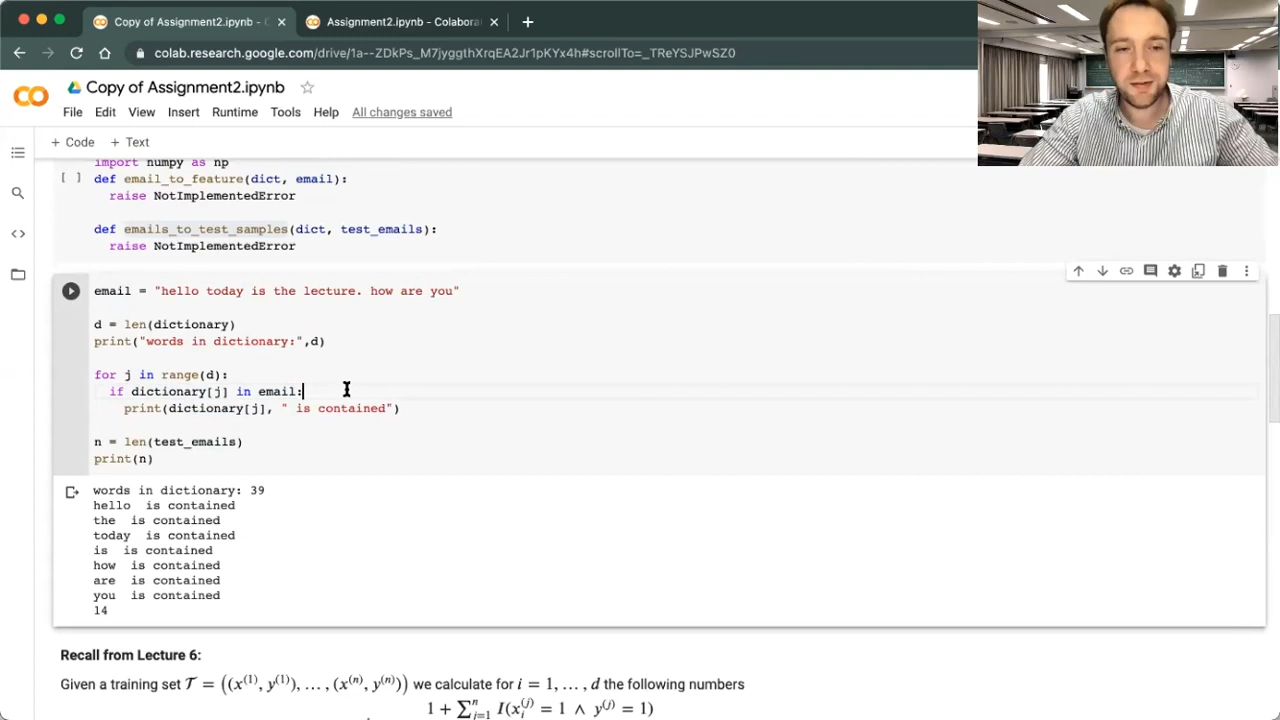 Copy of Assignment2.ipynb - C
Assignment2.ipynb - Colabora
colab.research.google.com/drive/1a--ZDkPs_M7jyggthXrqEA2Jr1pKYx4h#scrollTo=_TReYSJPwSZ0
Copy of Assignment2.ipynb
File Edit View Insert Runtime Tools Help All changes saved
+ Code + Text
import numpy as np
[ ] def email_to_feature(dict, email):
raise NotImplementedError
def emails_to_test_samples(dict, test_emails):
raise NotImplementedError
email = "hello today is the lecture. how are you"
d = len(dictionary)
print("words in dictionary:",d)
for j in range(d):
if dictionary[j] in email:
print(dictionary[j], " is contained")
n = len(test_emails)
print(n)
words in dictionary: 39
hello  is contained
the  is contained
today  is contained
is  is contained
how  is contained
are  is contained
you  is contained
14
Recall from Lecture 6:
Given a training set 𝒯 = ((x⁽¹⁾, y⁽¹⁾), … , (x⁽ⁿ⁾, y⁽ⁿ⁾)) we calculate for i = 1, … , d the following numbers
1 + ∑ⁿⱼ₌₁ I(xᵢ⁽ʲ⁾ = 1 ∧ y⁽ʲ⁾ = 1)